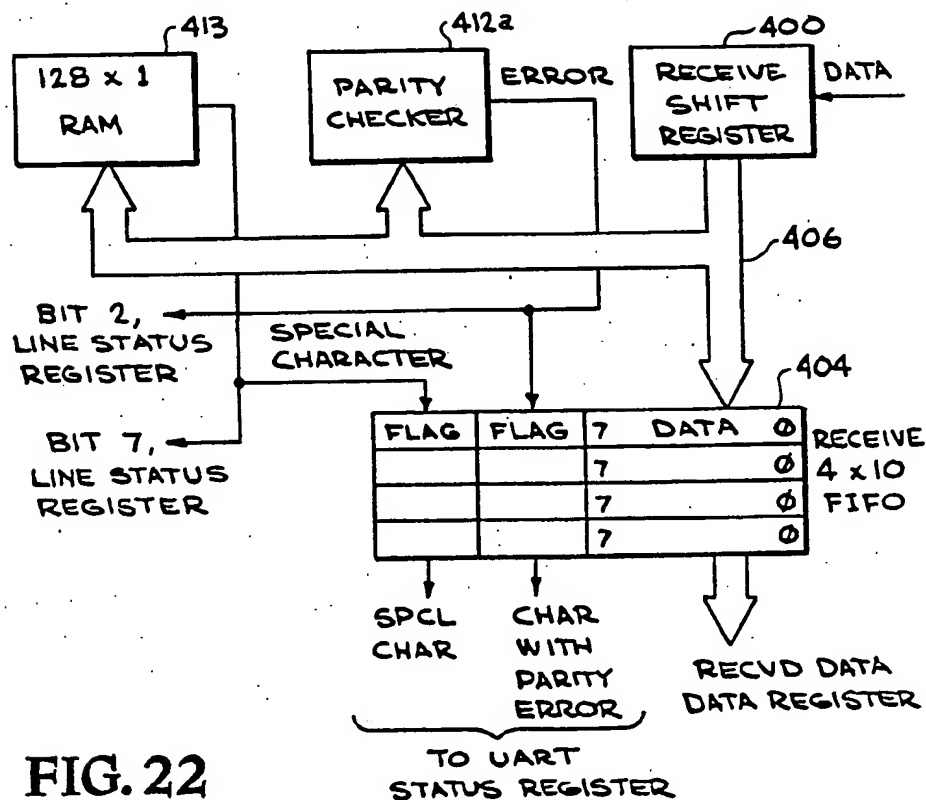 413
128 x 1
RAM
412a
PARITY
CHECKER
ERROR
400
RECEIVE
SHIFT
REGISTER
DATA
406
BIT 2,
LINE STATUS
REGISTER
SPECIAL
CHARACTER
BIT 7,
LINE STATUS
REGISTER
404
FLAG FLAG 7 DATA Ø
7 Ø
7 Ø
7 Ø
RECEIVE
4 x 10
FIFO
SPCL
CHAR
CHAR
WITH
PARITY
ERROR
RECVD DATA
DATA REGISTER
TO UART
STATUS REGISTER
FIG. 22